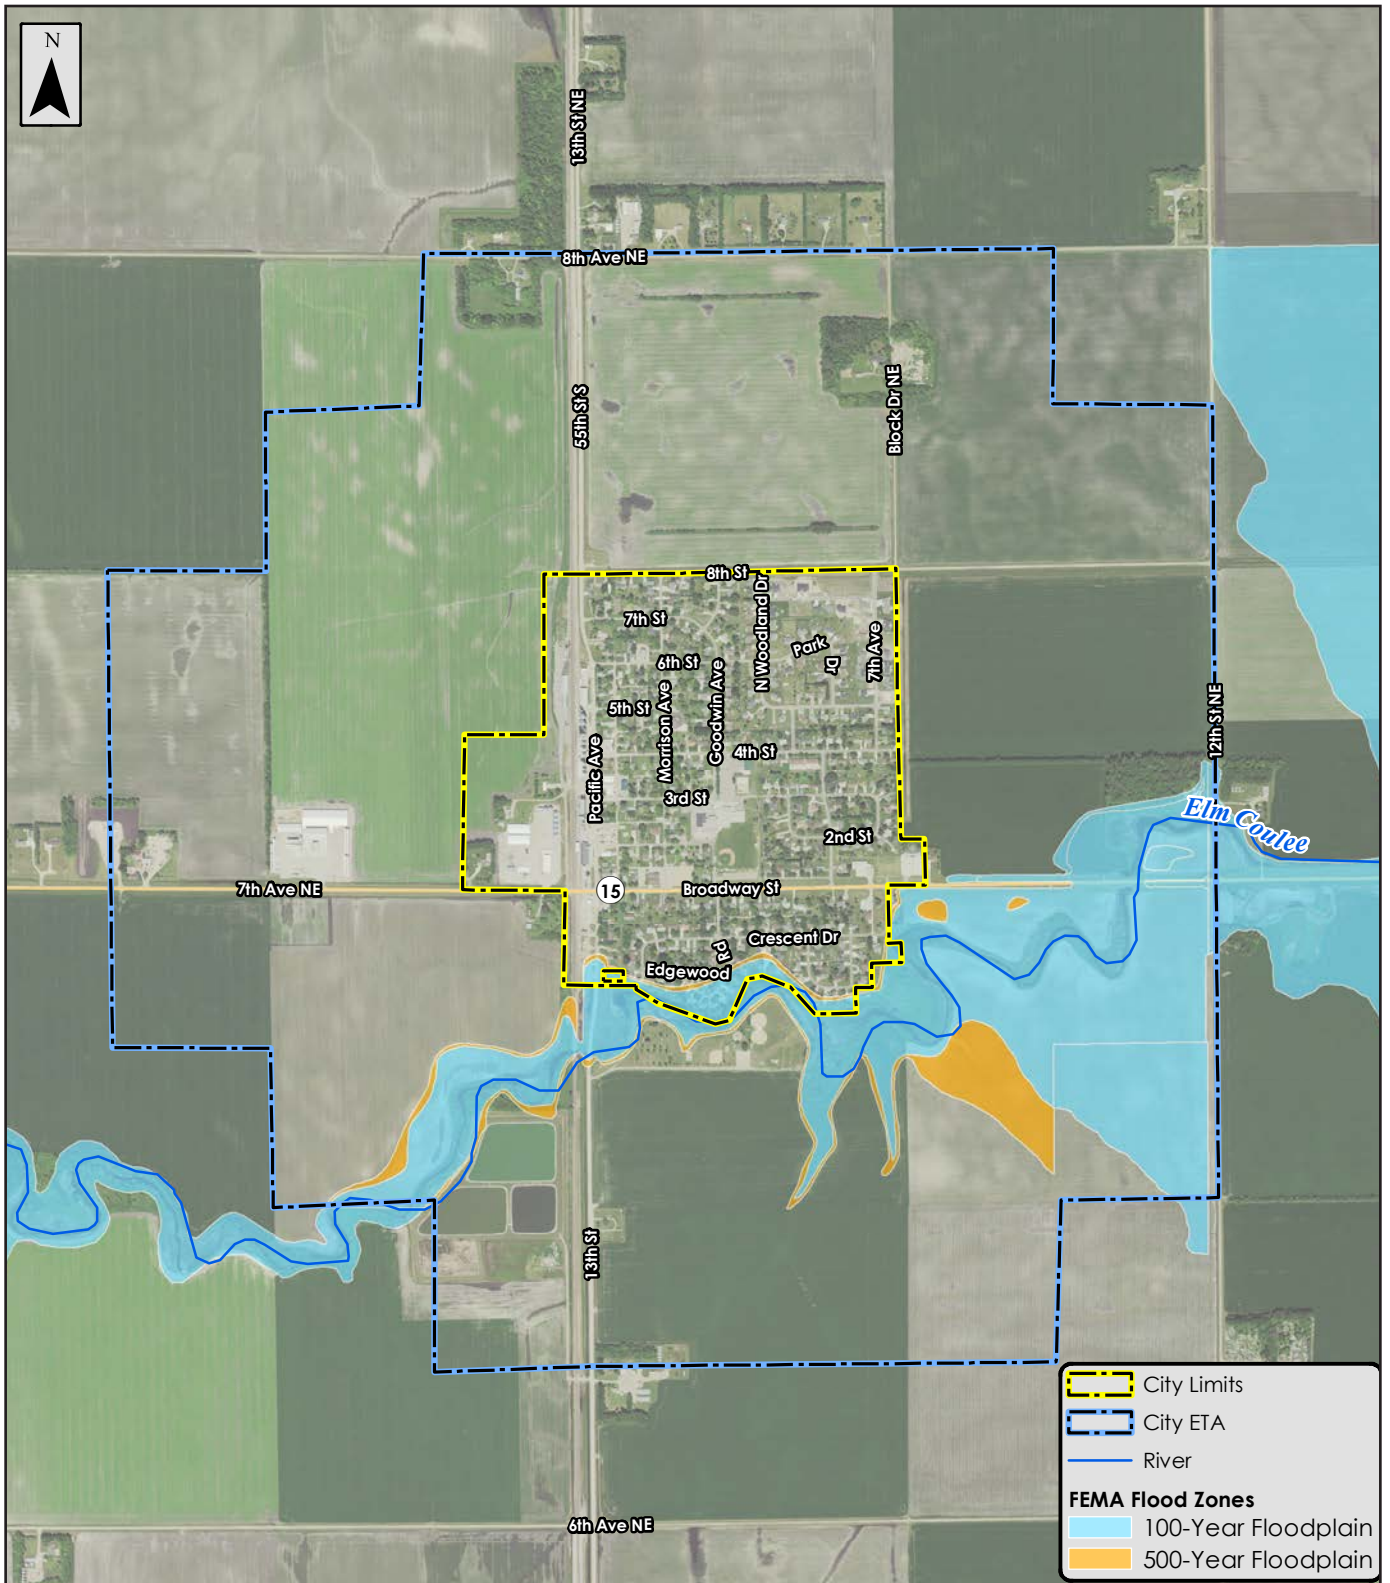 N
13th St NE
8th Ave NE
55th St S
Block Dr NE
8th St
N Woodland Dr
7th St
Park
Dr
7th Ave
6th St
Goodwin Ave
Morrison Ave
5th St
4th St
Pacific Ave
12th St NE
3rd St
Elm Coulee
2nd St
7th Ave NE
15
Broadway St
Crescent Dr
Edgewood
Rd
13th St
6th Ave NE
City Limits
City ETA
River
FEMA Flood Zones
100-Year Floodplain
500-Year Floodplain